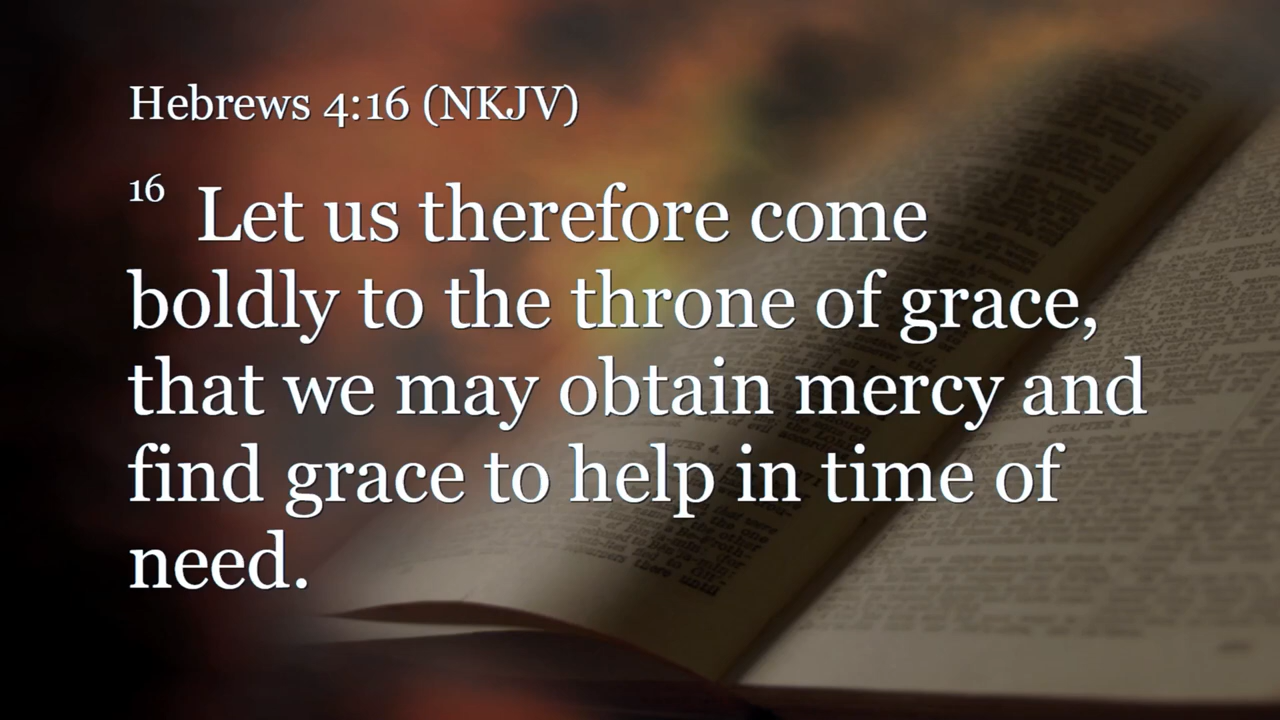 Hebrews 4:16 (NKJV)
16 Let us therefore come
boldly to the throne of grace,
that we may obtain mercy and
find grace to help in time of
need.